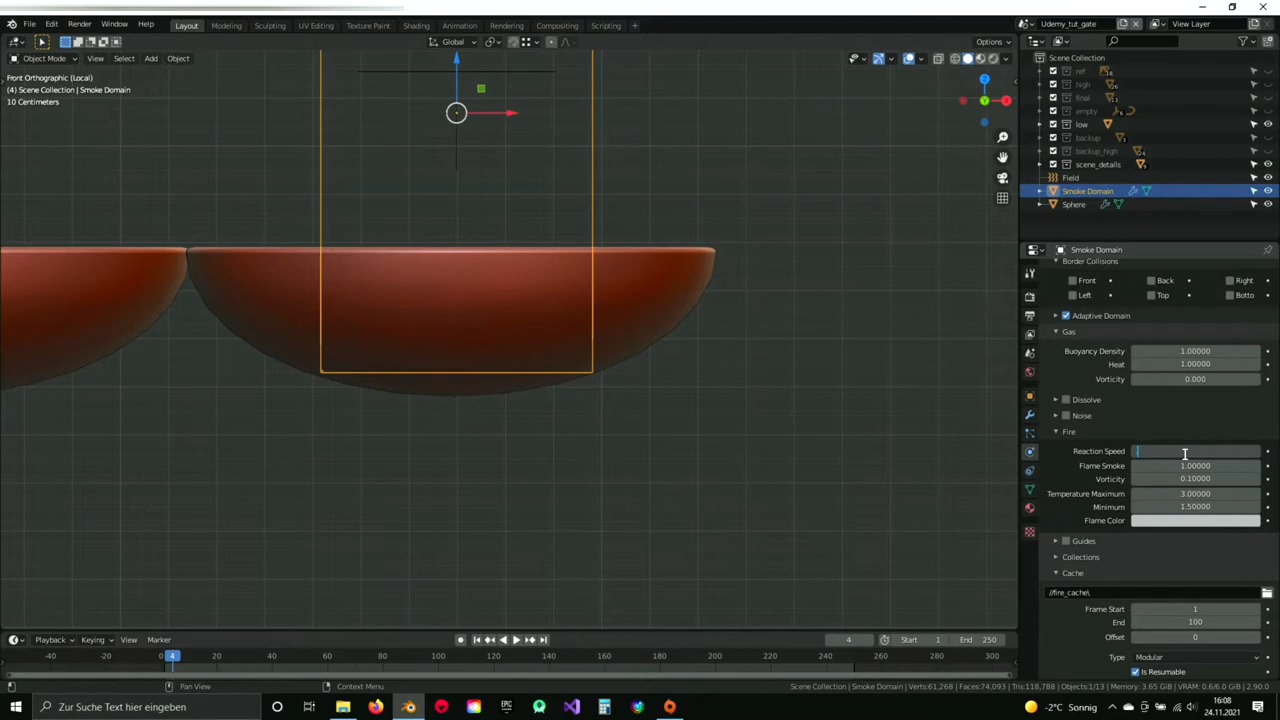 File Edit Render Window Help Layout Modeling Sculpting UV Editing Texture Paint Shading Animation Rendering Compositing Scripting + Udemy_tut_gate View Layer
Global Options
Object Mode View Select Add Object
Front Orthographic (Local)
(4) Scene Collection | Smoke Domain
10 Centimeters
Scene Collection
ref
high
final
empty
low
backup
backup_high
scene_details
Field
Smoke Domain
Sphere
Smoke Domain
Border Collisions
Front Back Right
Left Top Botto
Adaptive Domain
Gas
Buoyancy Density 1.00000
Heat 1.00000
Vorticity 0.000
Dissolve
Noise
Fire
Reaction Speed
Flame Smoke 1.00000
Vorticity 0.10000
Temperature Maximum 3.00000
Minimum 1.50000
Flame Color
Guides
Collections
Cache
//fire_cache\
Frame Start 1
End 100
Offset 0
Type Modular
Is Resumable
Playback Keying View Marker 4 Start 1 End 250
-40 -20 0 4 20 40 60 80 100 120 140 160 180 200 220 240 260 280 300
Pan View Context Menu Scene Collection | Smoke Domain | Verts:61,268 | Faces:74,093 | Tris:118,788 | Objects:1/13 | Memory: 3.65 GiB | VRAM: 0.6/6.0 GiB | 2.90.0
Zur Suche Text hier eingeben -2°C Sonnig 16:08
24.11.2021